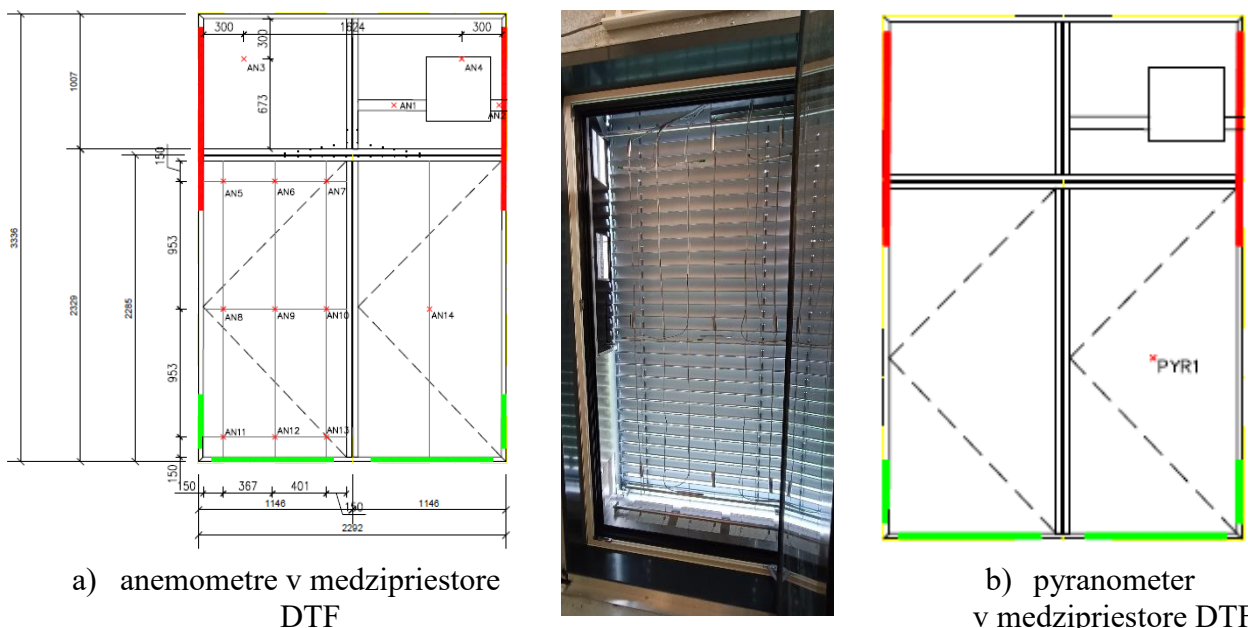 300
1624
300
300
AN3
AN4
1007
673
AN1
AN2
150
AN5
AN6
AN7
3336
953
2329
2285
AN8
AN9
AN10
AN14
PYR1
953
AN11
AN12
AN13
150
150
367
401
150
1146
1146
2292
a) anemometre v medzipriestore
DTF
b) pyranometer
v medzipriestore DTF